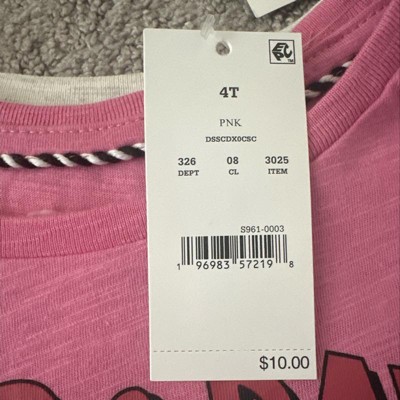 4T
PNK
DSSCDX0CSC
326 08 3025
DEPT CL ITEM
S961-0003
1 96983 57219 8
$10.00